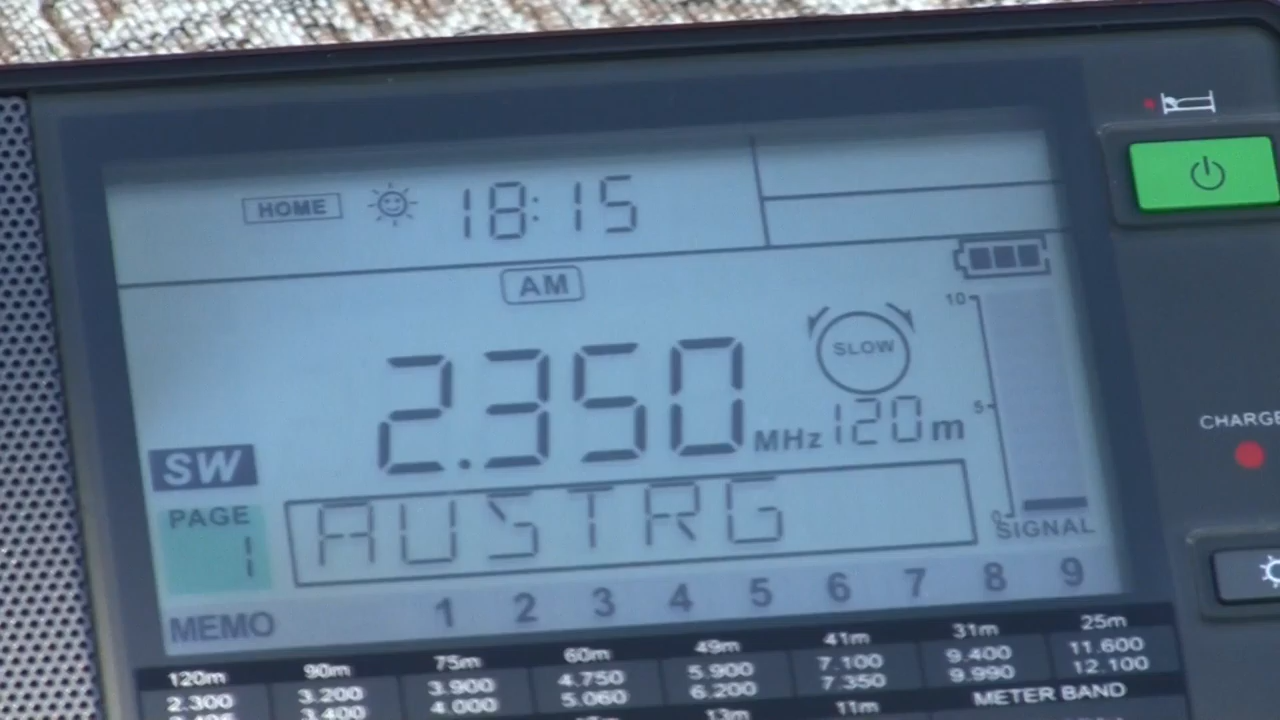 HOME 18:15
AM
10
SLOW
2.350 MHz 120m
5
SW
PAGE
1
AUSTRG
0
SIGNAL
MEMO 1 2 3 4 5 6 7 8 9
CHARGE
120m 90m 75m 60m 49m 41m 31m 25m
2.300 3.200 3.900 4.750 5.900 7.100 9.400 11.600
3.400 4.000 5.060 6.200 7.350 9.990 12.100
13m 11m METER BAND